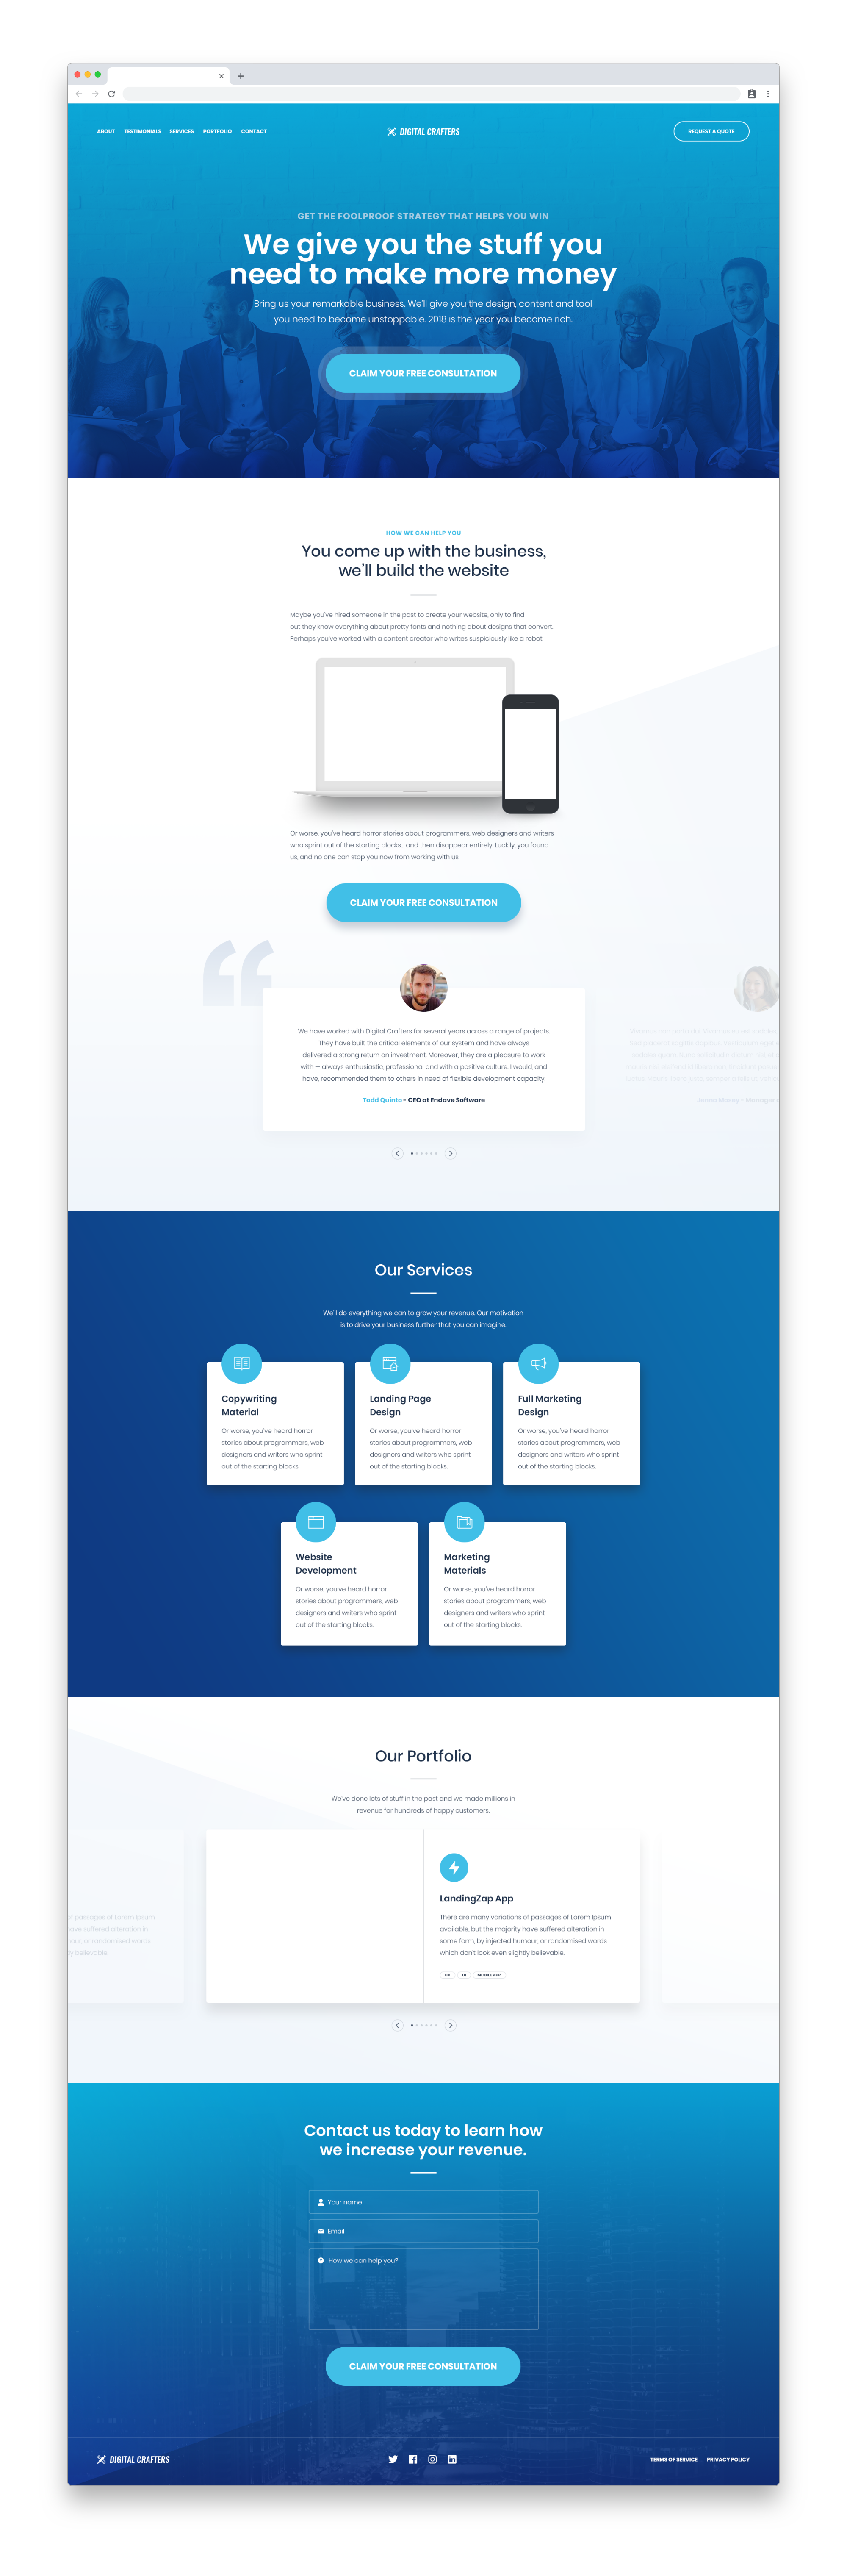 ABOUT TESTIMONIALS SERVICES PORTFOLIO CONTACT
DIGITAL CRAFTERS
REQUEST A QUOTE
GET THE FOOLPROOF STRATEGY THAT HELPS YOU WIN
We give you the stuff you
need to make more money
Bring us your remarkable business. We'll give you the design, content and tool
you need to become unstoppable. 2018 is the year you become rich.
CLAIM YOUR FREE CONSULTATION
HOW WE CAN HELP YOU
You come up with the business,
we'll build the website
Maybe you've hired someone in the past to create your website, only to find
out they know everything about pretty fonts and nothing about designs that convert.
Perhaps you've worked with a content creator who writes suspiciously like a robot.
Or worse, you've heard horror stories about programmers, web designers and writers
who sprint out of the starting blocks... and then disappear entirely. Luckily, you found
us, and no one can stop you now from working with us.
CLAIM YOUR FREE CONSULTATION
We have worked with Digital Crafters for several years across a range of projects.
They have built the critical elements of our system and have always
delivered a strong return on investment. Moreover, they are a pleasure to work
with — always enthusiastic, professional and with a positive culture. I would, and
have, recommended them to others in need of flexible development capacity.
Todd Quinte - CEO at Endave Software
Our Services
We'll do everything we can to grow your revenue. Our motivation
is to drive your business further that you can imagine.
Copywriting
Material
Or worse, you've heard horror
stories about programmers, web
designers and writers who sprint
out of the starting blocks.
Landing Page
Design
Or worse, you've heard horror
stories about programmers, web
designers and writers who sprint
out of the starting blocks.
Full Marketing
Design
Or worse, you've heard horror
stories about programmers, web
designers and writers who sprint
out of the starting blocks.
Website
Development
Or worse, you've heard horror
stories about programmers, web
designers and writers who sprint
out of the starting blocks.
Marketing
Materials
Or worse, you've heard horror
stories about programmers, web
designers and writers who sprint
out of the starting blocks.
Our Portfolio
We've done lots of stuff in the past and we made millions in
revenue for hundreds of happy customers.
of passages of Lorem Ipsum
have suffered alteration in
humour, or randomised words
believable.
LandingZap App
There are many variations of passages of Lorem Ipsum
available, but the majority have suffered alteration in
some form, by injected humour, or randomised words
which don't look even slightly believable.
UX UI MOBILE APP
Contact us today to learn how
we increase your revenue.
Your name
Email
How we can help you?
CLAIM YOUR FREE CONSULTATION
DIGITAL CRAFTERS
TERMS OF SERVICE PRIVACY POLICY